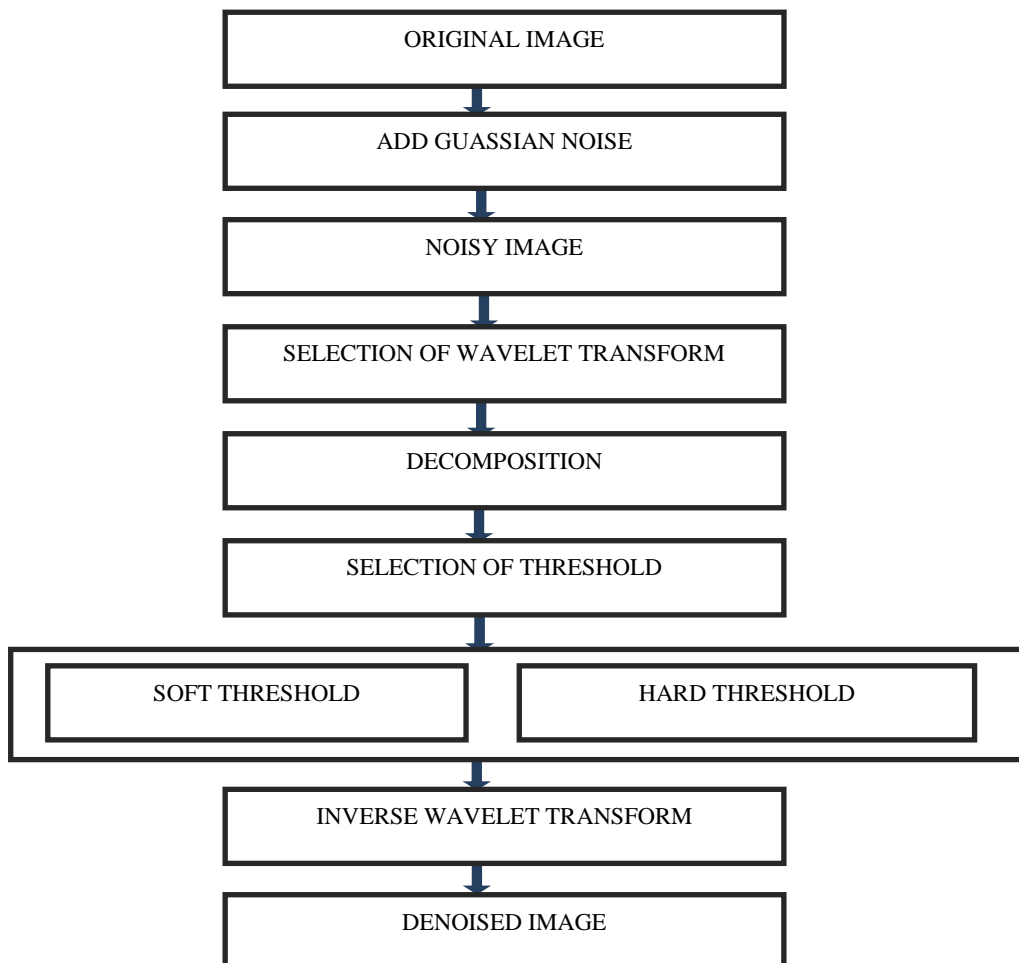 ORIGINAL IMAGE
ADD GUASSIAN NOISE
NOISY IMAGE
SELECTION OF WAVELET TRANSFORM
DECOMPOSITION
SELECTION OF THRESHOLD
SOFT THRESHOLD
HARD THRESHOLD
INVERSE WAVELET TRANSFORM
DENOISED IMAGE